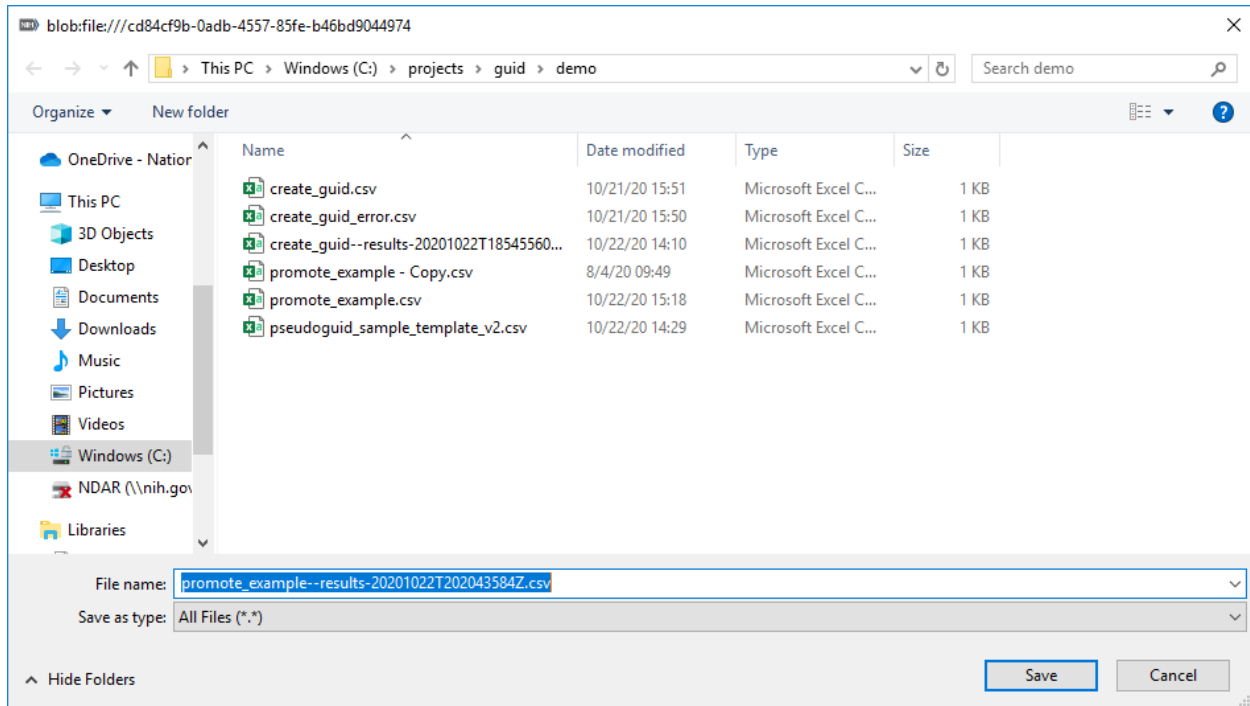 NIH blob:file:///cd84cf9b-0adb-4557-85fe-b46bd9044974
This PC > Windows (C:) > projects > guid > demo Search demo
Organize New folder ?
Name Date modified Type Size
OneDrive - Nation
This PC
3D Objects
Desktop
Documents
Downloads
Music
Pictures
Videos
Windows (C:)
NDAR (\\nih.gov
Libraries
create_guid.csv 10/21/20 15:51 Microsoft Excel C... 1 KB
create_guid_error.csv 10/21/20 15:50 Microsoft Excel C... 1 KB
create_guid--results-20201022T18545560... 10/22/20 14:10 Microsoft Excel C... 1 KB
promote_example - Copy.csv 8/4/20 09:49 Microsoft Excel C... 1 KB
promote_example.csv 10/22/20 15:18 Microsoft Excel C... 1 KB
pseudoguid_sample_template_v2.csv 10/22/20 14:29 Microsoft Excel C... 1 KB
File name: promote_example--results-20201022T202043584Z.csv
Save as type: All Files (*.*)
Hide Folders Save Cancel